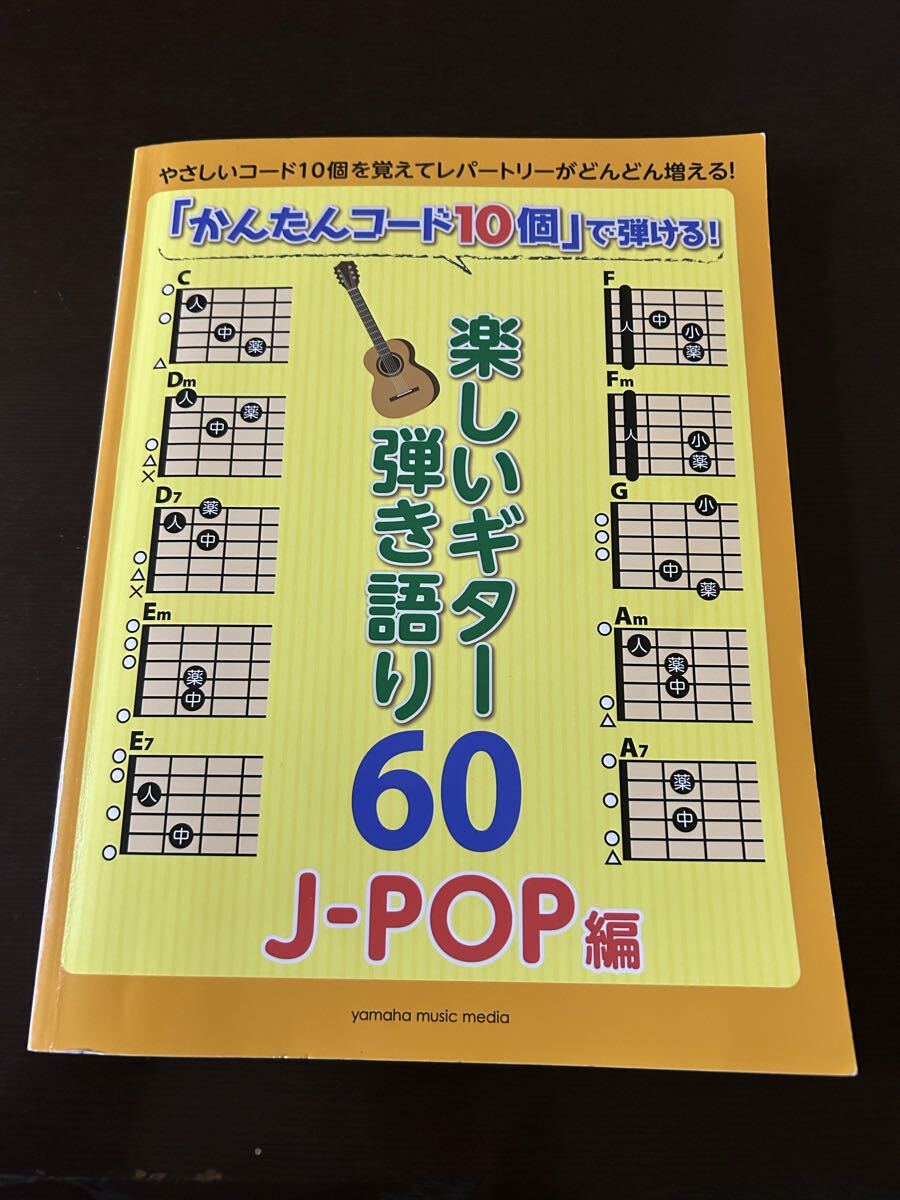 やさしいコード10個を覚えてレパートリーがどんどん増える!
「かんたんコード10個」で弾ける!
楽しいギター
弾き語り
60
J-POP編
C
人
中
薬
Dm
人
薬
中
D7
薬
人
中
Em
薬
中
E7
人
中
F
人
中
小
薬
Fm
人
小
薬
G
小
中
薬
Am
人
薬
中
A7
薬
中
yamaha music media